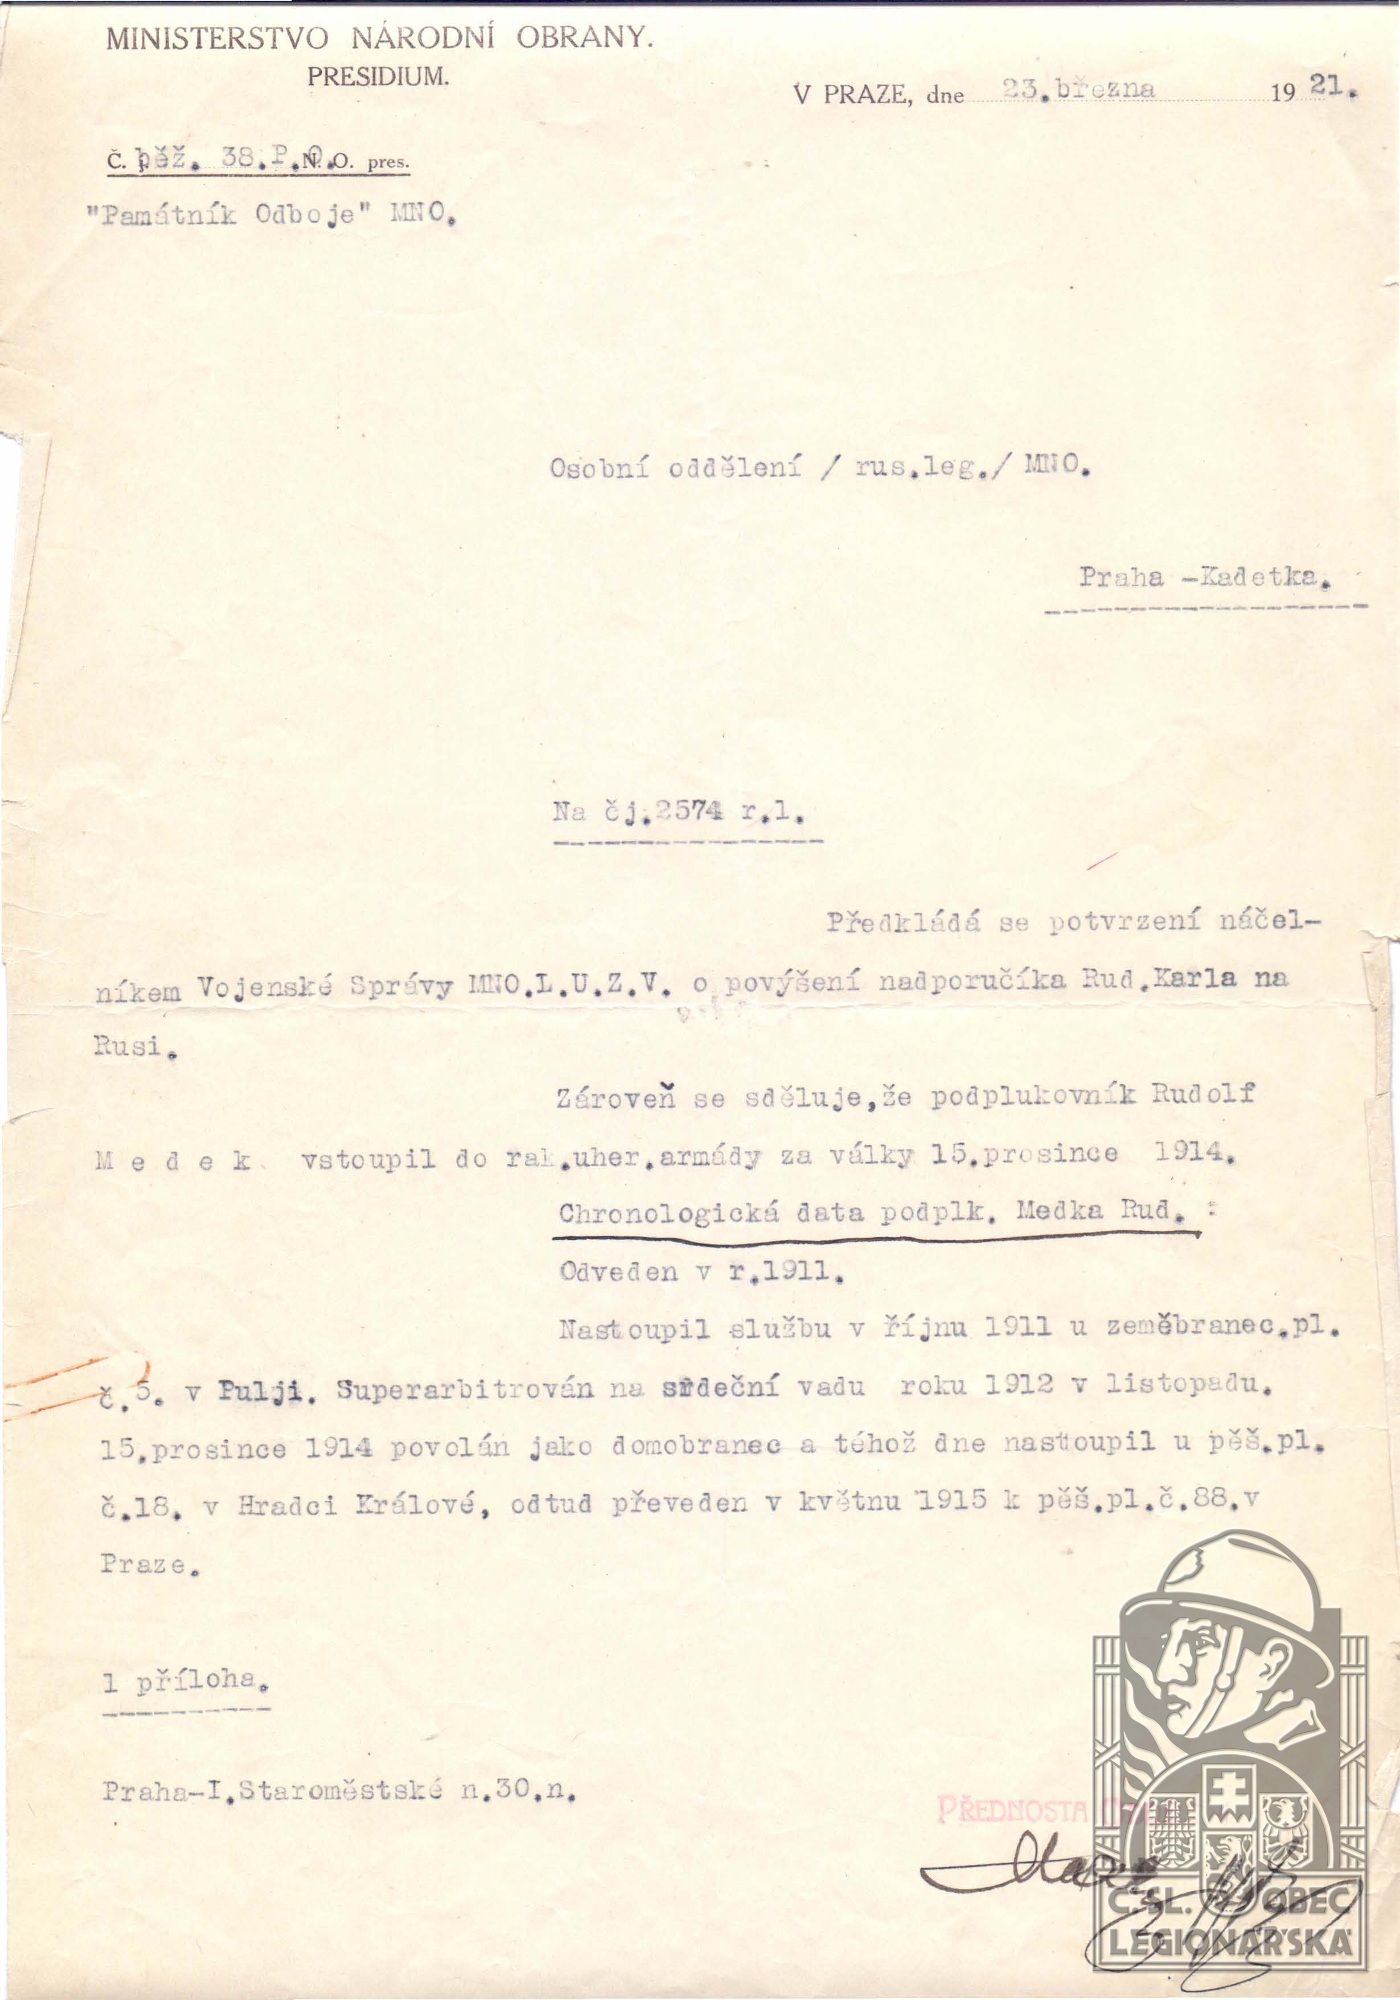 MINISTERSTVO NÁRODNÍ OBRANY.
PRESIDIUM.
V PRAZE, dne 23.března 1921.
Č. běž. 38.P.O. N. O. pres.
"Památník Odboje" MNO.
Osobní oddělení / rus.leg./ MNO.
Praha -Kadetka.
Na čj.2574 r.l.
Předkládá se potvrzení náčel-
níkem Vojenské Správy MNO.L.U.Z.V. o povýšení nadporučíka Rud.Karla na
Rusi.
Zároveň se sděluje,že podplukovník Rudolf
M e d e k vstoupil do rak.uher.armády za války 15.prosince 1914.
Chronologická data podplk. Medka Rud. :
Odveden v r.1911.
Nastoupil službu v říjnu 1911 u zeměbranec.pl.
č.5. v Pulji. Superarbitrován na srdeční vadu roku 1912 v listopadu.
15.prosince 1914 povolán jako domobranec a téhož dne nastoupil u pěš.pl.
č.18. v Hradci Králové, odtud převeden v květnu 1915 k pěš.pl.č.88.v
Praze.
1 příloha.
Praha-I.Staroměstské n.30.n.
PŘEDNOSTA
Č.SL. OBEC
LEGIONÁŘSKÁ